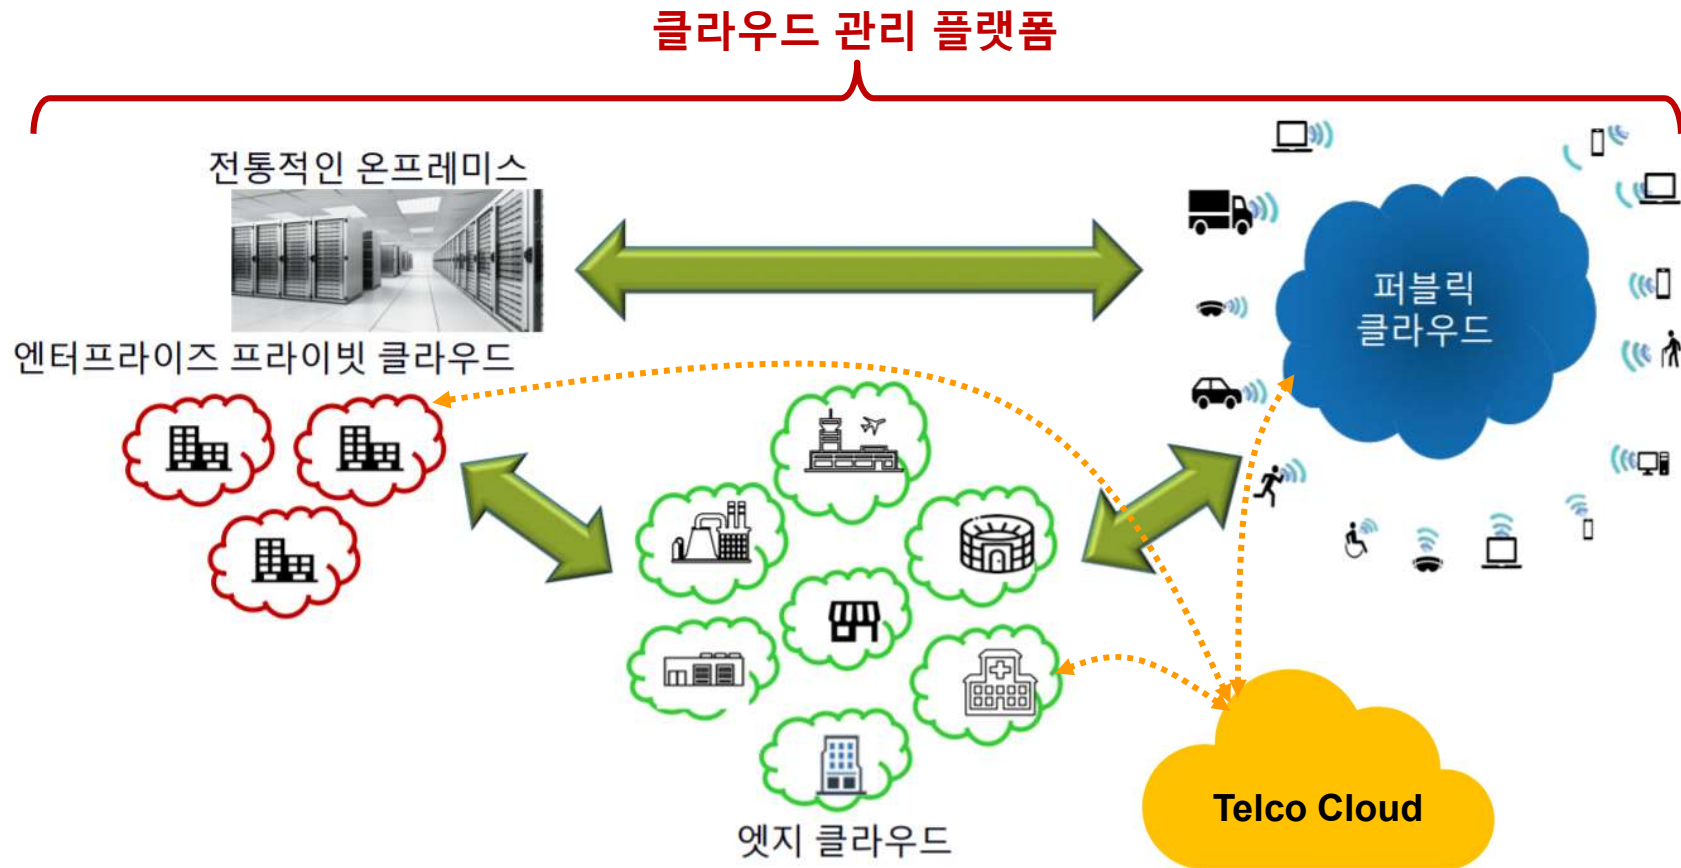 클라우드 관리 플랫폼
전통적인 온프레미스
엔터프라이즈 프라이빗 클라우드
퍼블릭
클라우드
엣지 클라우드
Telco Cloud